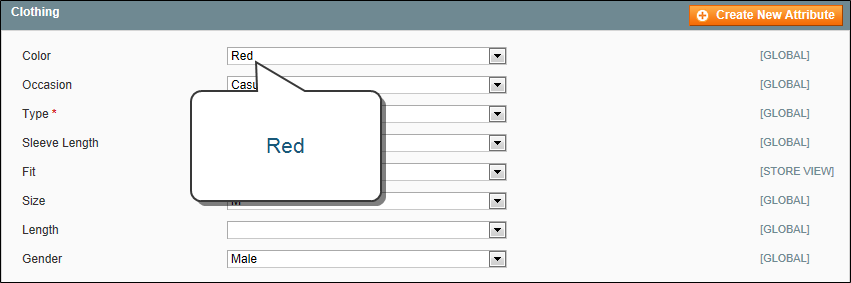 Clothing
Create New Attribute
Color Red [GLOBAL]
Occasion [GLOBAL]
Type * [GLOBAL]
Sleeve Length [GLOBAL]
Red
Fit [STORE VIEW]
Size [GLOBAL]
Length [GLOBAL]
Gender Male [GLOBAL]